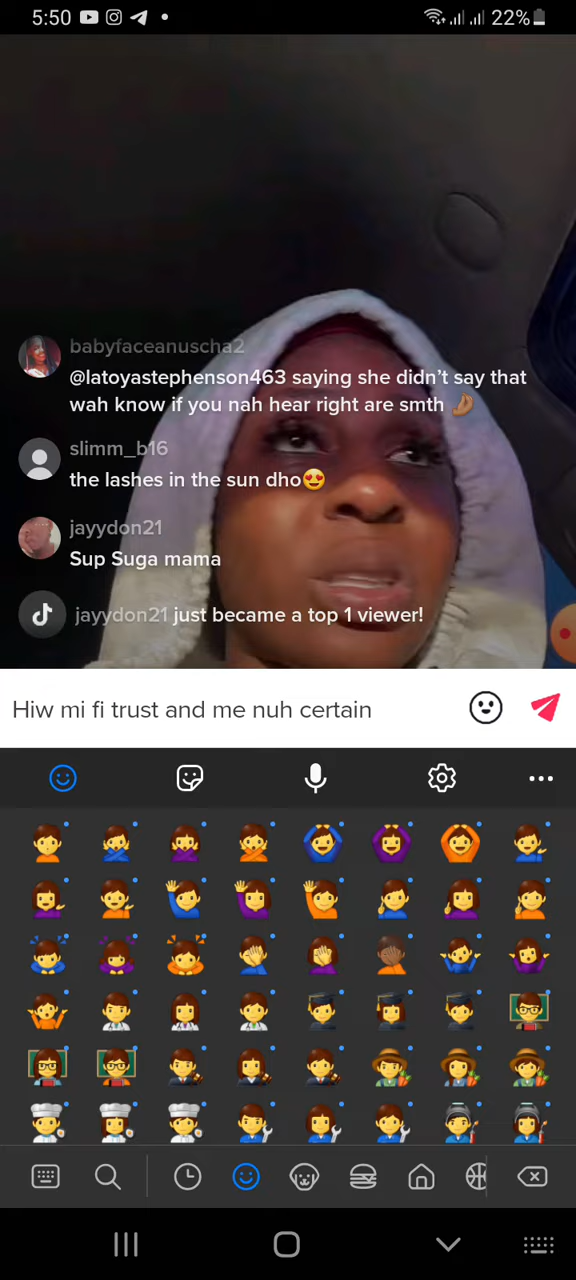 5:50
22%
babyfaceanuscha2
@latoyastephenson463 saying she didn't say that
wah know if you nah hear right are smth 🤌🏽
slimm_b16
the lashes in the sun dho😍
jayydon21
Sup Suga mama
jayydon21 just became a top 1 viewer!
Hiw mi fi trust and me nuh certain